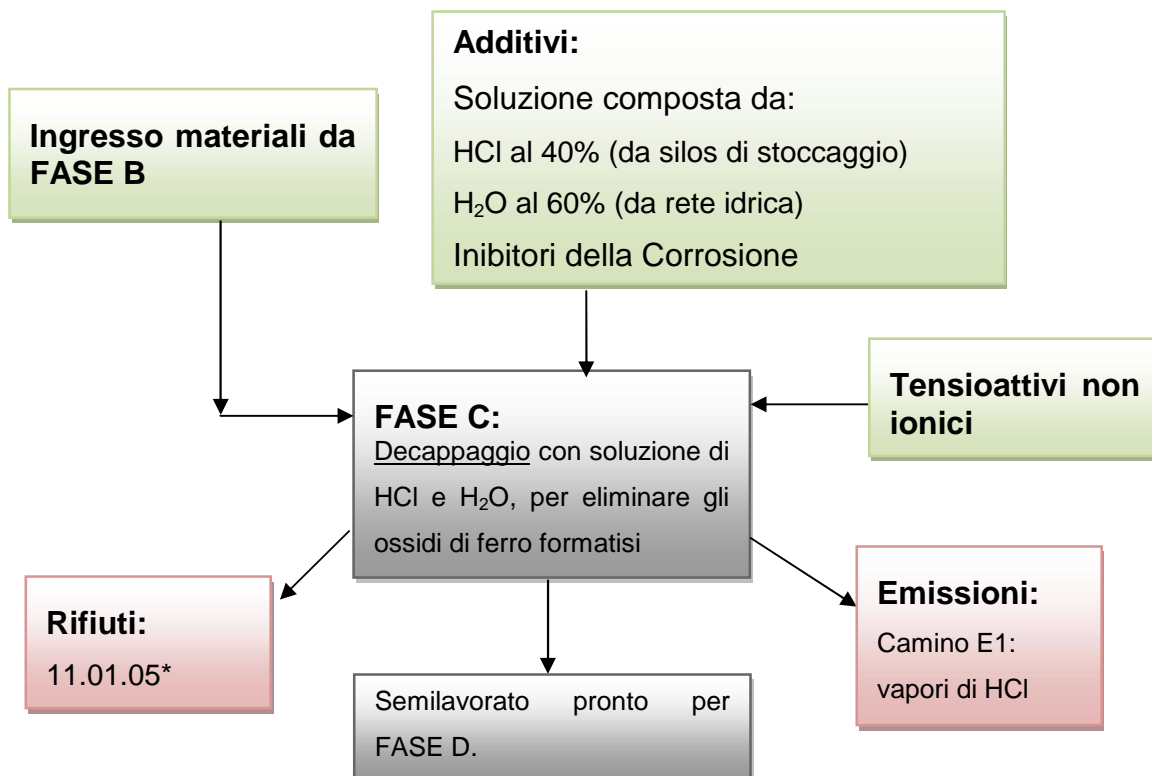 Additivi:
Soluzione composta da:
HCl al 40% (da silos di stoccaggio)
H₂O al 60% (da rete idrica)
Inibitori della Corrosione
Ingresso materiali da
FASE B
Tensioattivi non
ionici
FASE C:
Decappaggio con soluzione di
HCl e H₂O, per eliminare gli
ossidi di ferro formatisi
Rifiuti:
11.01.05*
Emissioni:
Camino E1:
vapori di HCl
Semilavorato pronto per
FASE D.